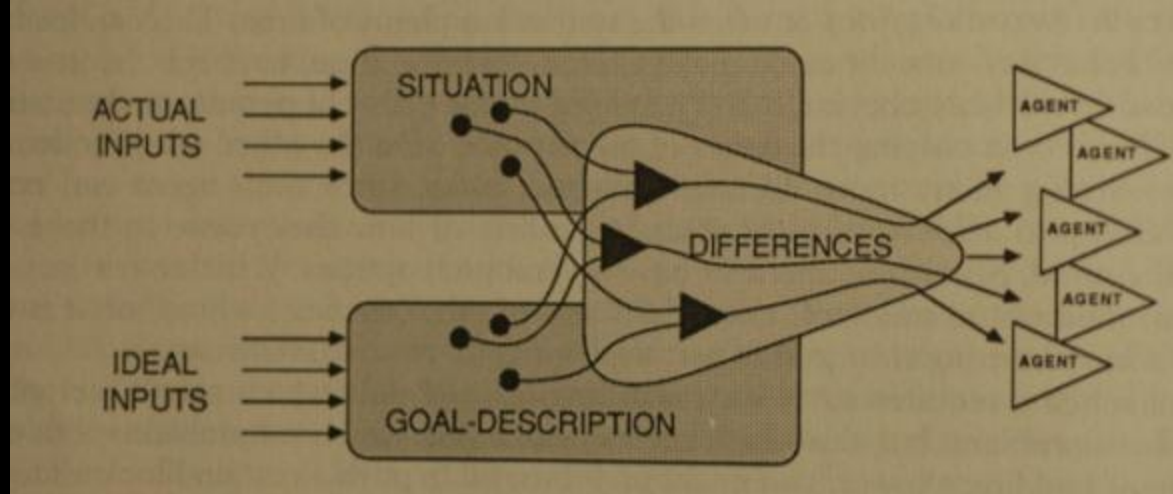 ACTUAL
INPUTS
SITUATION
DIFFERENCES
IDEAL
INPUTS
GOAL-DESCRIPTION
AGENT
AGENT
AGENT
AGENT
AGENT